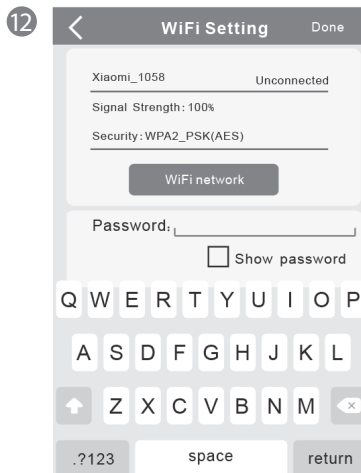 12
WiFi Setting Done
Xiaomi_1058 Unconnected
Signal Strength: 100%
Security: WPA2_PSK(AES)
WiFi network
Password:
Show password
Q W E R T Y U I O P
A S D F G H J K L
Z X C V B N M
.?123 space return